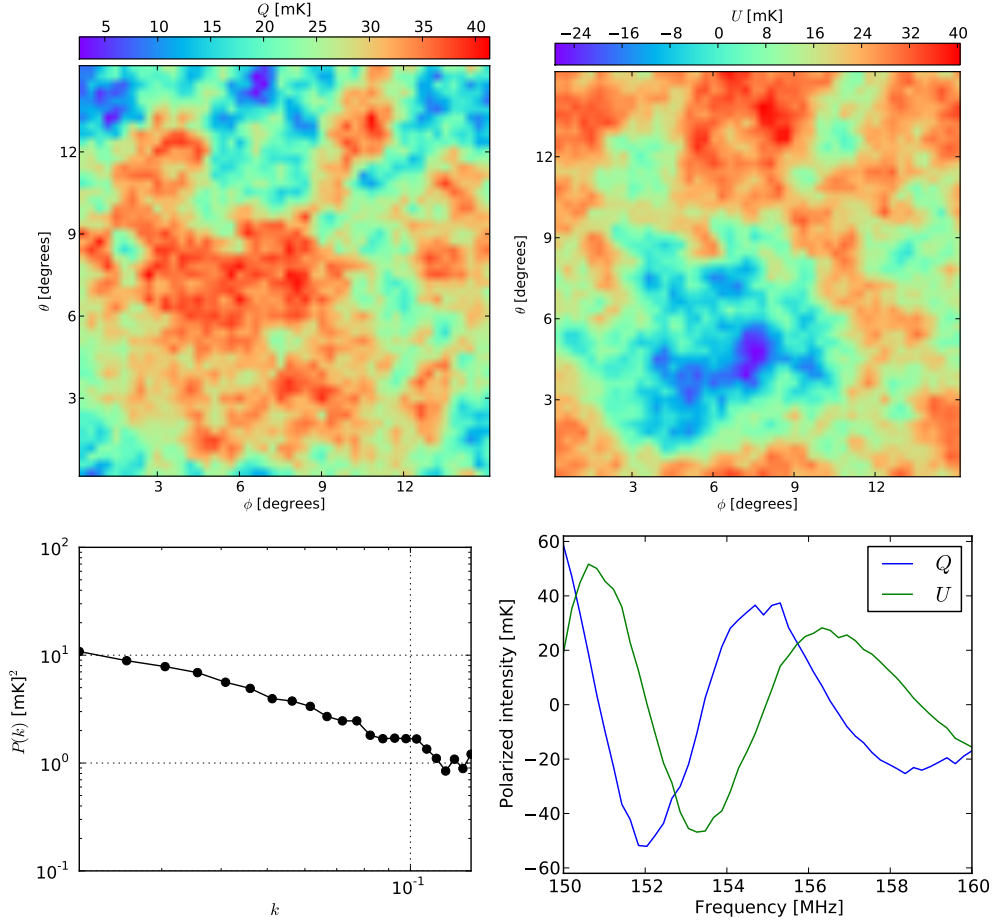 Q [mK]
5 10 15 20 25 30 35 40
12
9
6
3
θ [degrees]
3 6 9 12
ϕ [degrees]
U [mK]
−24 −16 −8 0 8 16 24 32 40
12
9
6
3
θ [degrees]
3 6 9 12
ϕ [degrees]
10²
10¹
10⁰
10⁻¹
P(k) [mK]²
10⁻¹
k
60
40
20
0
−20
−40
−60
Polarized intensity [mK]
Q
U
150 152 154 156 158 160
Frequency [MHz]